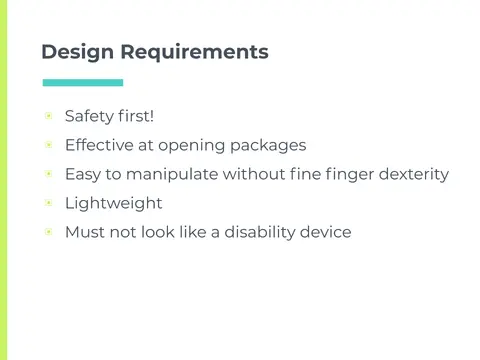 Design Requirements
Safety first!
Effective at opening packages
Easy to manipulate without fine finger dexterity
Lightweight
Must not look like a disability device